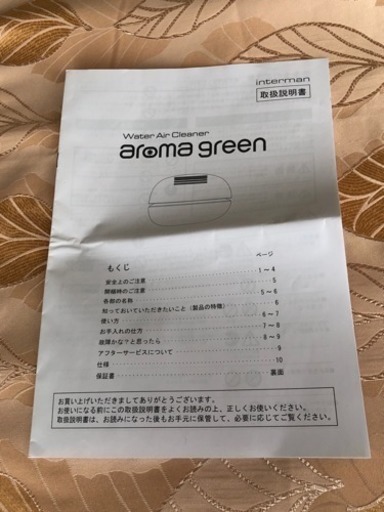 interman
取扱説明書
Water Air Cleaner
aroma green
ページ
もくじ
安全上のご注意 1〜4
開梱時のご注意 5
各部の名称 5〜6
知っておいていただきたいこと（製品の特徴） 6
使い方 6〜7
お手入れの仕方 7〜8
故障かな？と思ったら 8〜9
アフターサービスについて 9
仕様 10
保証書 裏面
お買い上げいただきましてありがとうございます。
お使いになる前にこの取扱説明書をよくお読みの上、正しくお使いください。
取扱説明書は、お読みになった後もお手元に保管して、必要に応じてご覧ください。